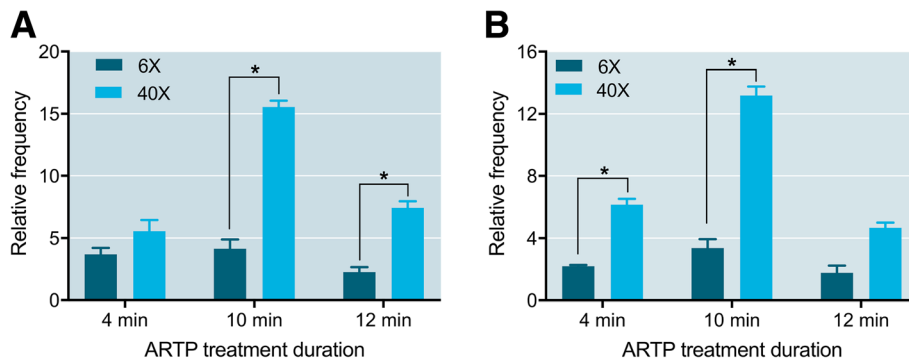 A
20
15
10
5
0
Relative frequency
6X
40X
*
*
4 min
10 min
12 min
ARTP treatment duration
B
16
12
8
4
0
Relative frequency
6X
40X
*
*
4 min
10 min
12 min
ARTP treatment duration